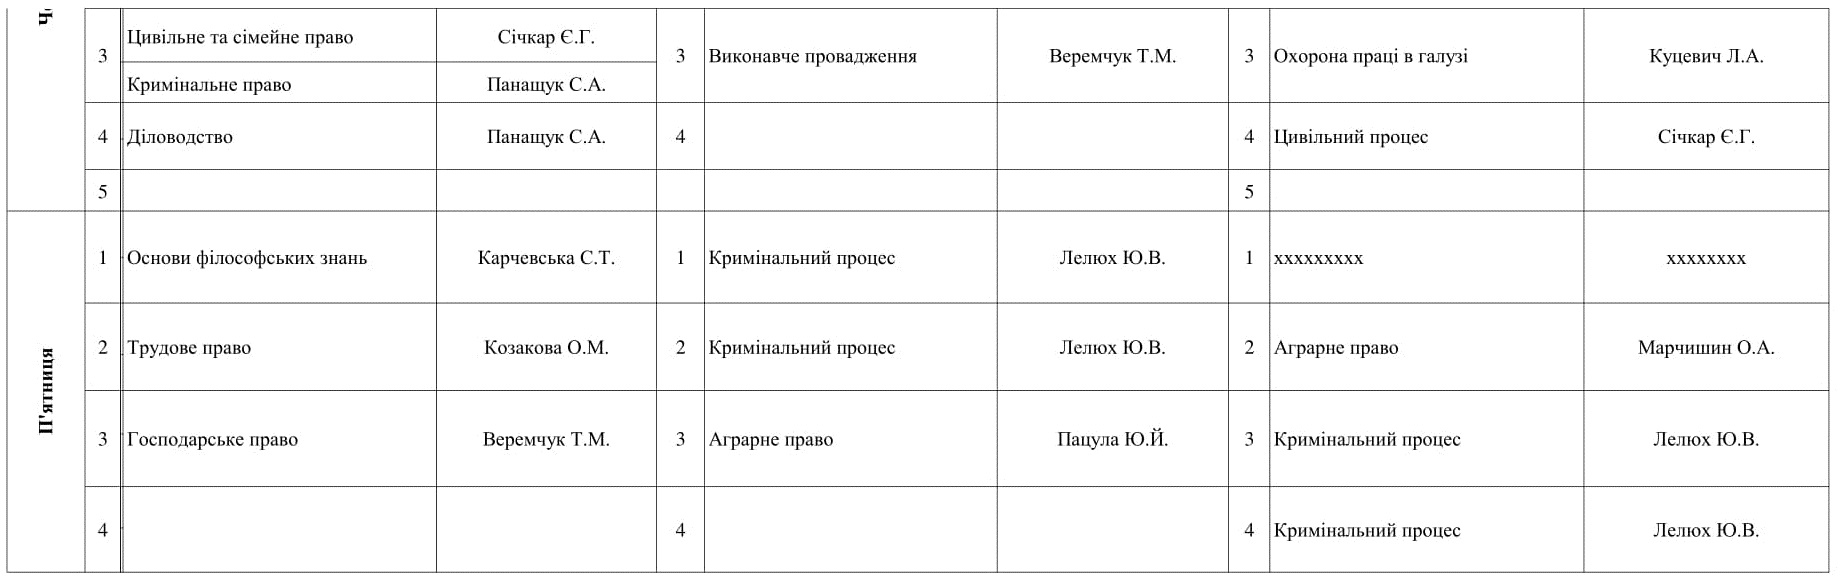 Ч
3 Цивільне та сімейне право Січкар Є.Г. 3 Виконавче провадження Веремчук Т.М. 3 Охорона праці в галузі Куцевич Л.А.
Кримінальне право Панащук С.А.
4 Діловодство Панащук С.А. 4 4 Цивільний процес Січкар Є.Г.
5 5
П'ятниця
1 Основи філософських знань Карчевська С.Т. 1 Кримінальний процес Лелюх Ю.В. 1 ххххххххх хххххххх
2 Трудове право Козакова О.М. 2 Кримінальний процес Лелюх Ю.В. 2 Аграрне право Марчишин О.А.
3 Господарське право Веремчук Т.М. 3 Аграрне право Пацула Ю.Й. 3 Кримінальний процес Лелюх Ю.В.
4 4 4 Кримінальний процес Лелюх Ю.В.